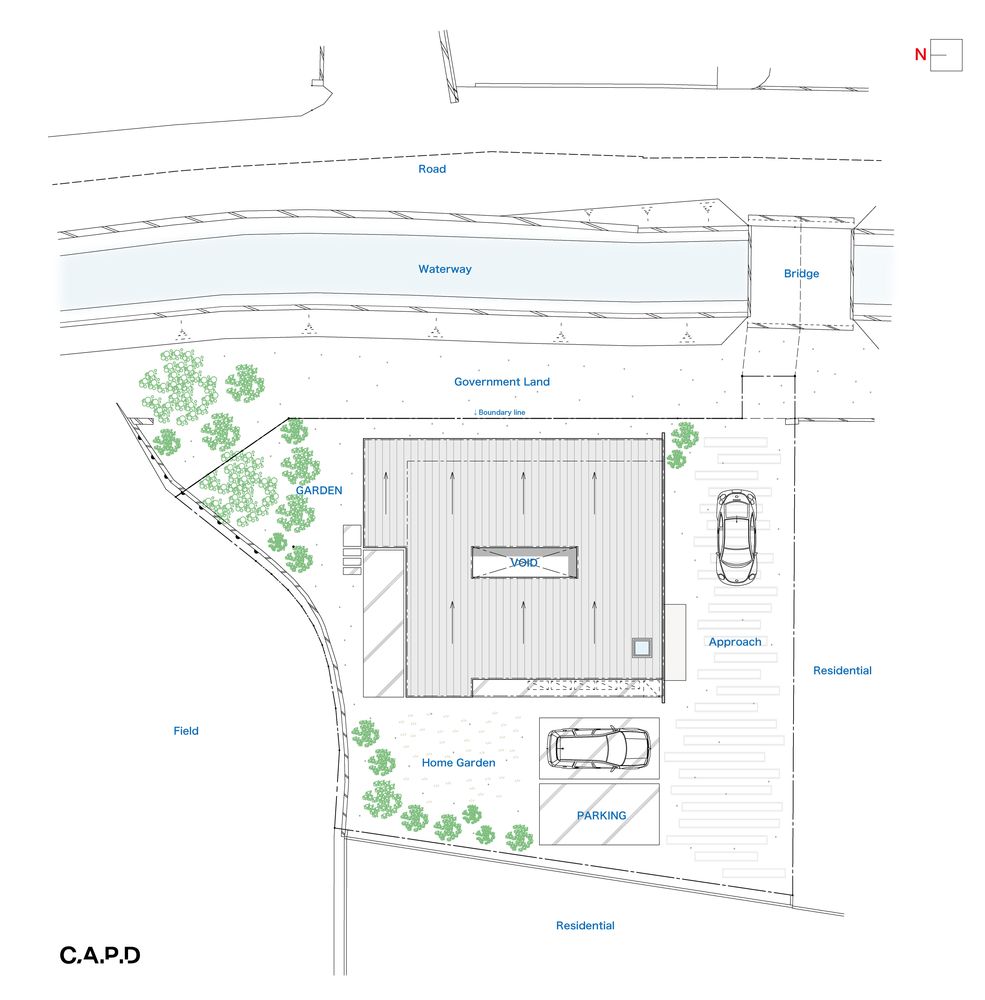 N
Road
Waterway
Bridge
Government Land
↓Boundary line
GARDEN
VOID
Approach
Residential
Field
Home Garden
PARKING
Residential
C.A.P.D